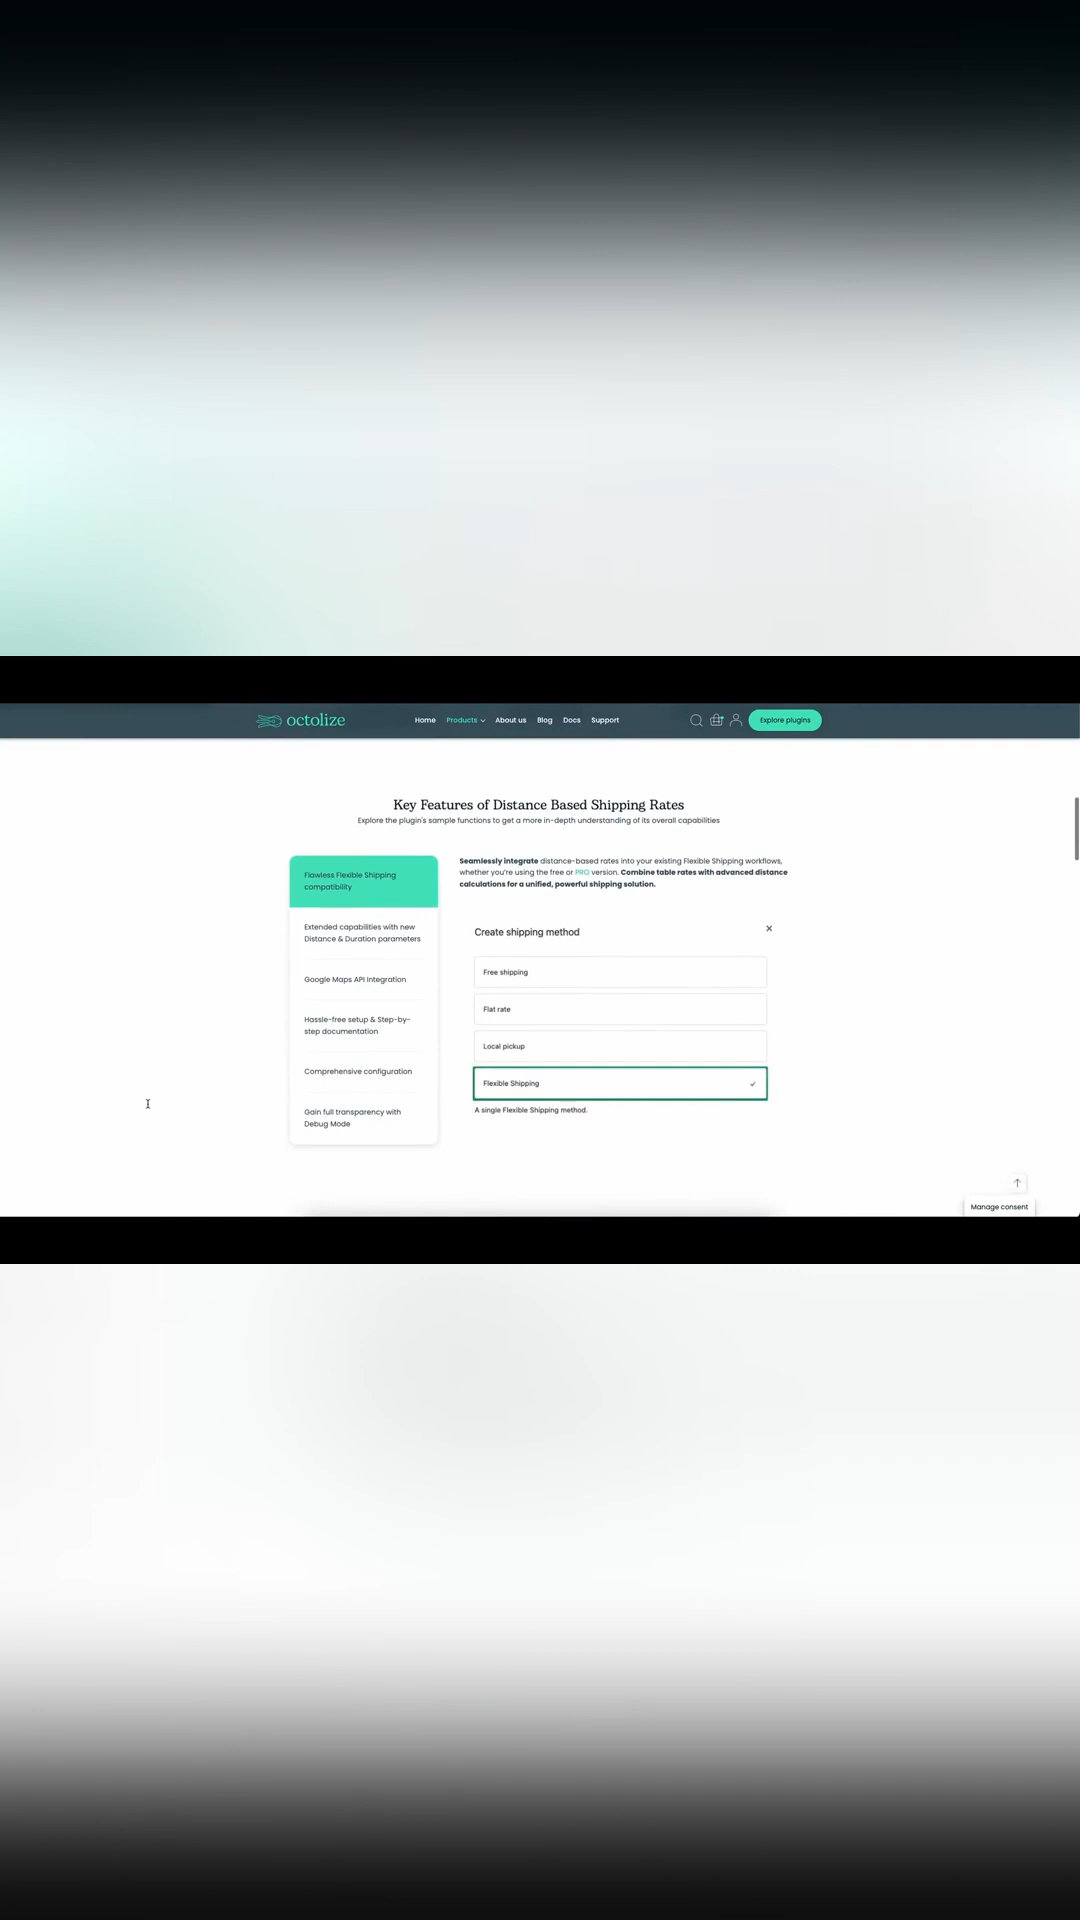 octolize
Home Products About us Blog Docs Support
Explore plugins
Key Features of Distance Based Shipping Rates
Explore the plugin's sample functions to get a more in-depth understanding of its overall capabilities
Flawless Flexible Shipping
compatibility
Extended capabilities with new
Distance & Duration parameters
Google Maps API Integration
Hassle-free setup & Step-by-
step documentation
Comprehensive configuration
Gain full transparency with
Debug Mode
Seamlessly integrate distance-based rates into your existing Flexible Shipping workflows,
whether you're using the free or PRO version. Combine table rates with advanced distance
calculations for a unified, powerful shipping solution.
Create shipping method
Free shipping
Flat rate
Local pickup
Flexible Shipping
A single Flexible Shipping method.
Manage consent